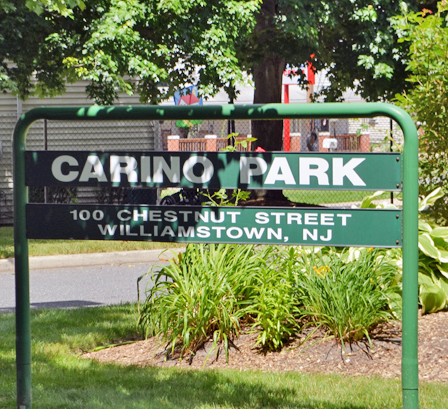 CARINO PARK
100 CHESTNUT STREET
WILLIAMSTOWN, NJ